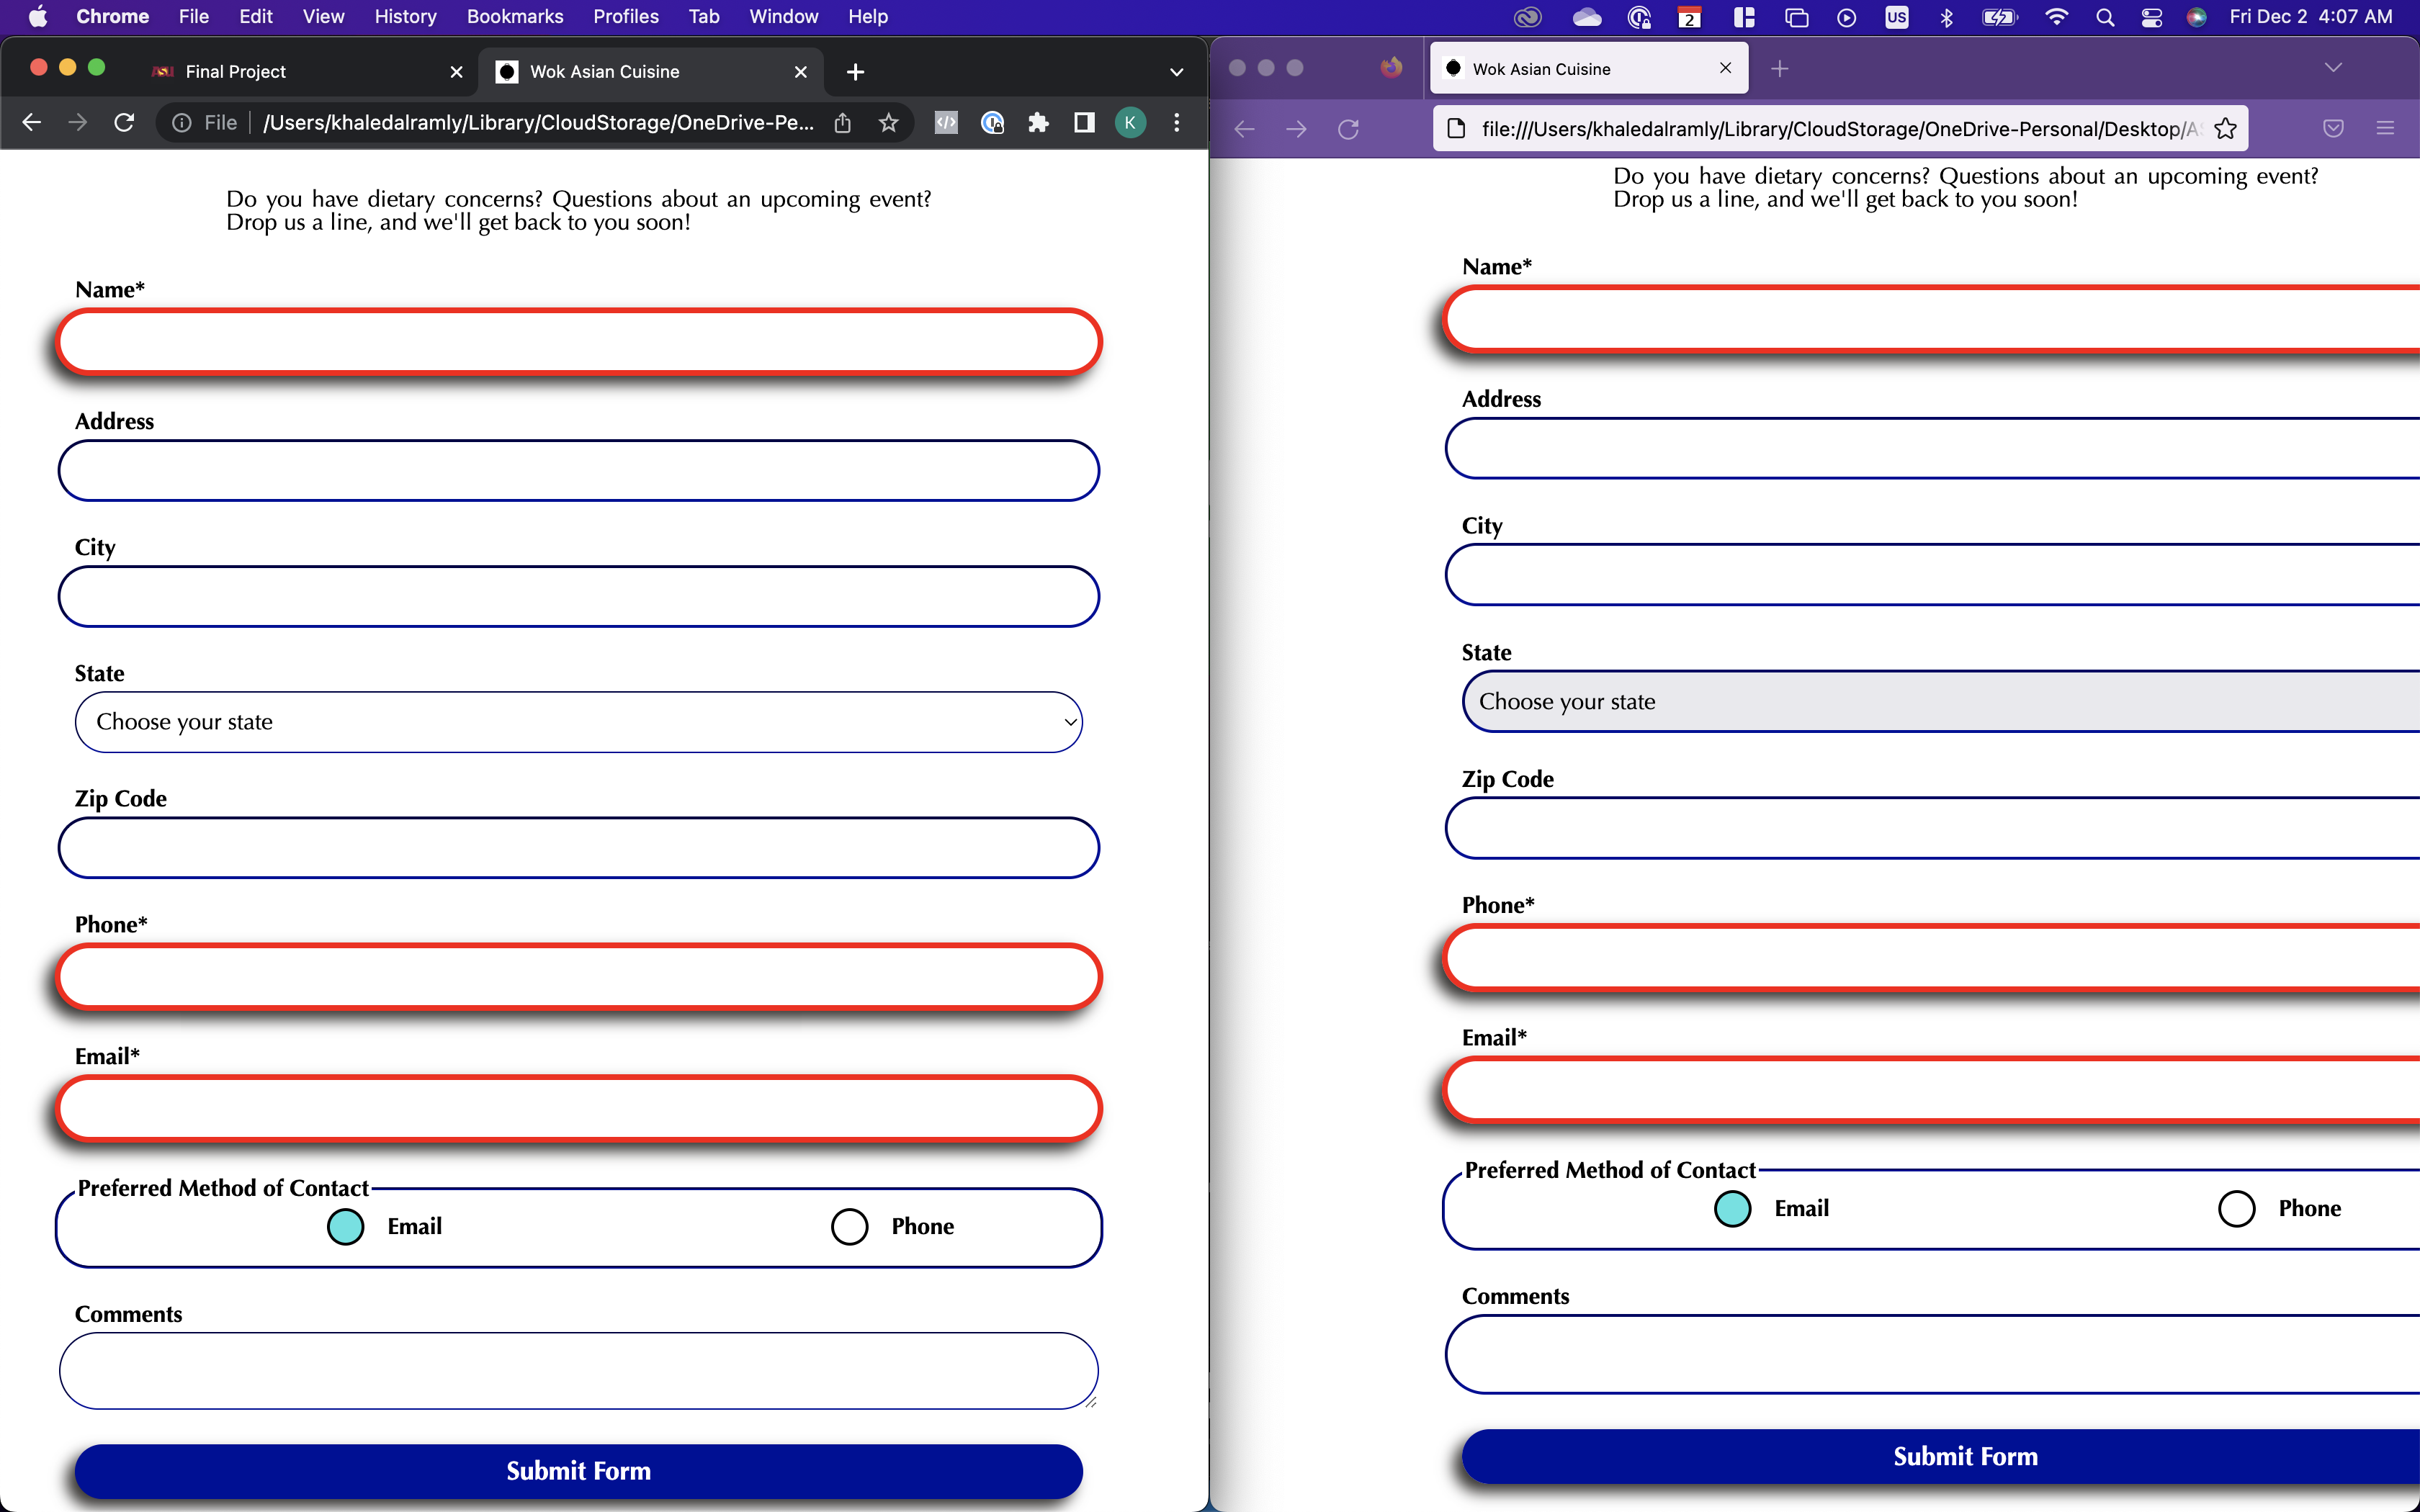 Chrome File Edit View History Bookmarks Profiles Tab Window Help
2
US
Fri Dec 2 4:07 AM
ASU Final Project
Wok Asian Cuisine
File /Users/khaledalramly/Library/CloudStorage/OneDrive-Pe...
K
Do you have dietary concerns? Questions about an upcoming event?
Drop us a line, and we'll get back to you soon!
Name*
Address
City
State
Choose your state
Zip Code
Phone*
Email*
Preferred Method of Contact
Email Phone
Comments
Submit Form
Wok Asian Cuisine
file:///Users/khaledalramly/Library/CloudStorage/OneDrive-Personal/Desktop/AS
Do you have dietary concerns? Questions about an upcoming event?
Drop us a line, and we'll get back to you soon!
Name*
Address
City
State
Choose your state
Zip Code
Phone*
Email*
Preferred Method of Contact
Email Phone
Comments
Submit Form